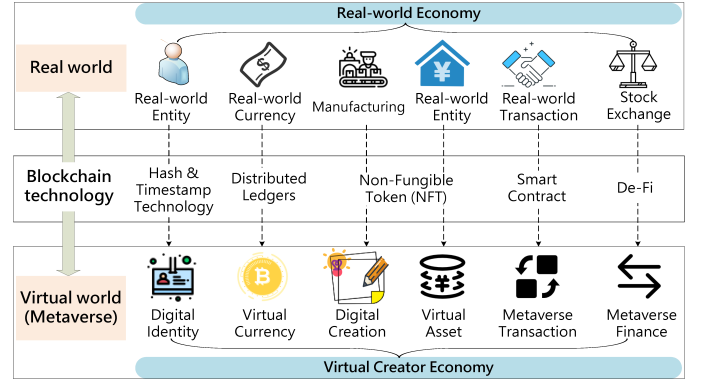 Real-world Economy
Real world
Real-world
Entity
Real-world
Currency
Manufacturing
Real-world
Entity
Real-world
Transaction
Stock
Exchange
Blockchain
technology
Hash &
Timestamp
Technology
Distributed
Ledgers
Non-Fungible
Token (NFT)
Smart
Contract
De-Fi
Virtual world
(Metaverse)
Digital
Identity
Virtual
Currency
Digital
Creation
Virtual
Asset
Metaverse
Transaction
Metaverse
Finance
Virtual Creator Economy